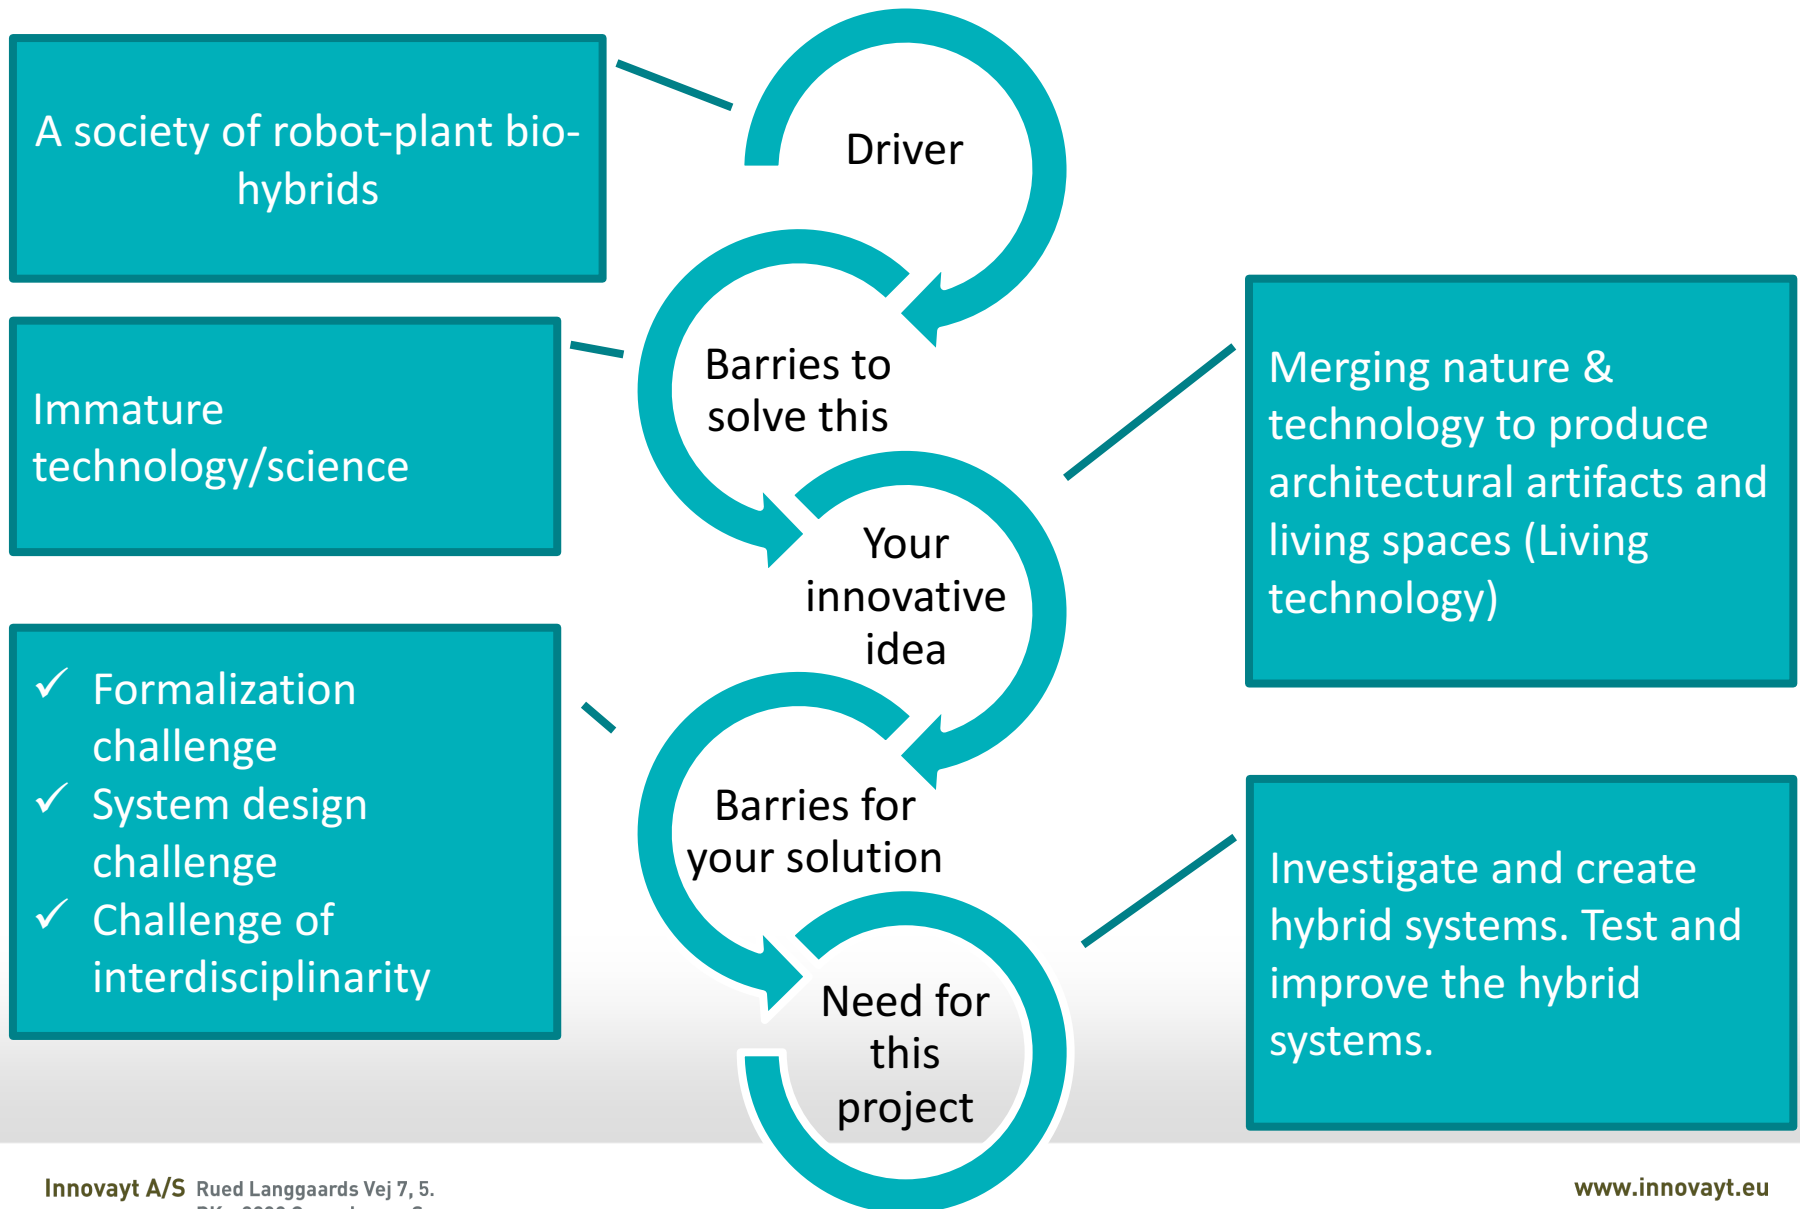 A society of robot-plant bio-
hybrids
Driver
Immature
technology/science
Barries to
solve this
Merging nature &
technology to produce
architectural artifacts and
living spaces (Living
technology)
Your
innovative
idea
✓ Formalization
challenge
✓ System design
challenge
✓ Challenge of
interdisciplinarity
Barries for
your solution
Investigate and create
hybrid systems. Test and
improve the hybrid
systems.
Need for
this
project
Innovayt A/S Rued Langgaards Vej 7, 5.
www.innovayt.eu